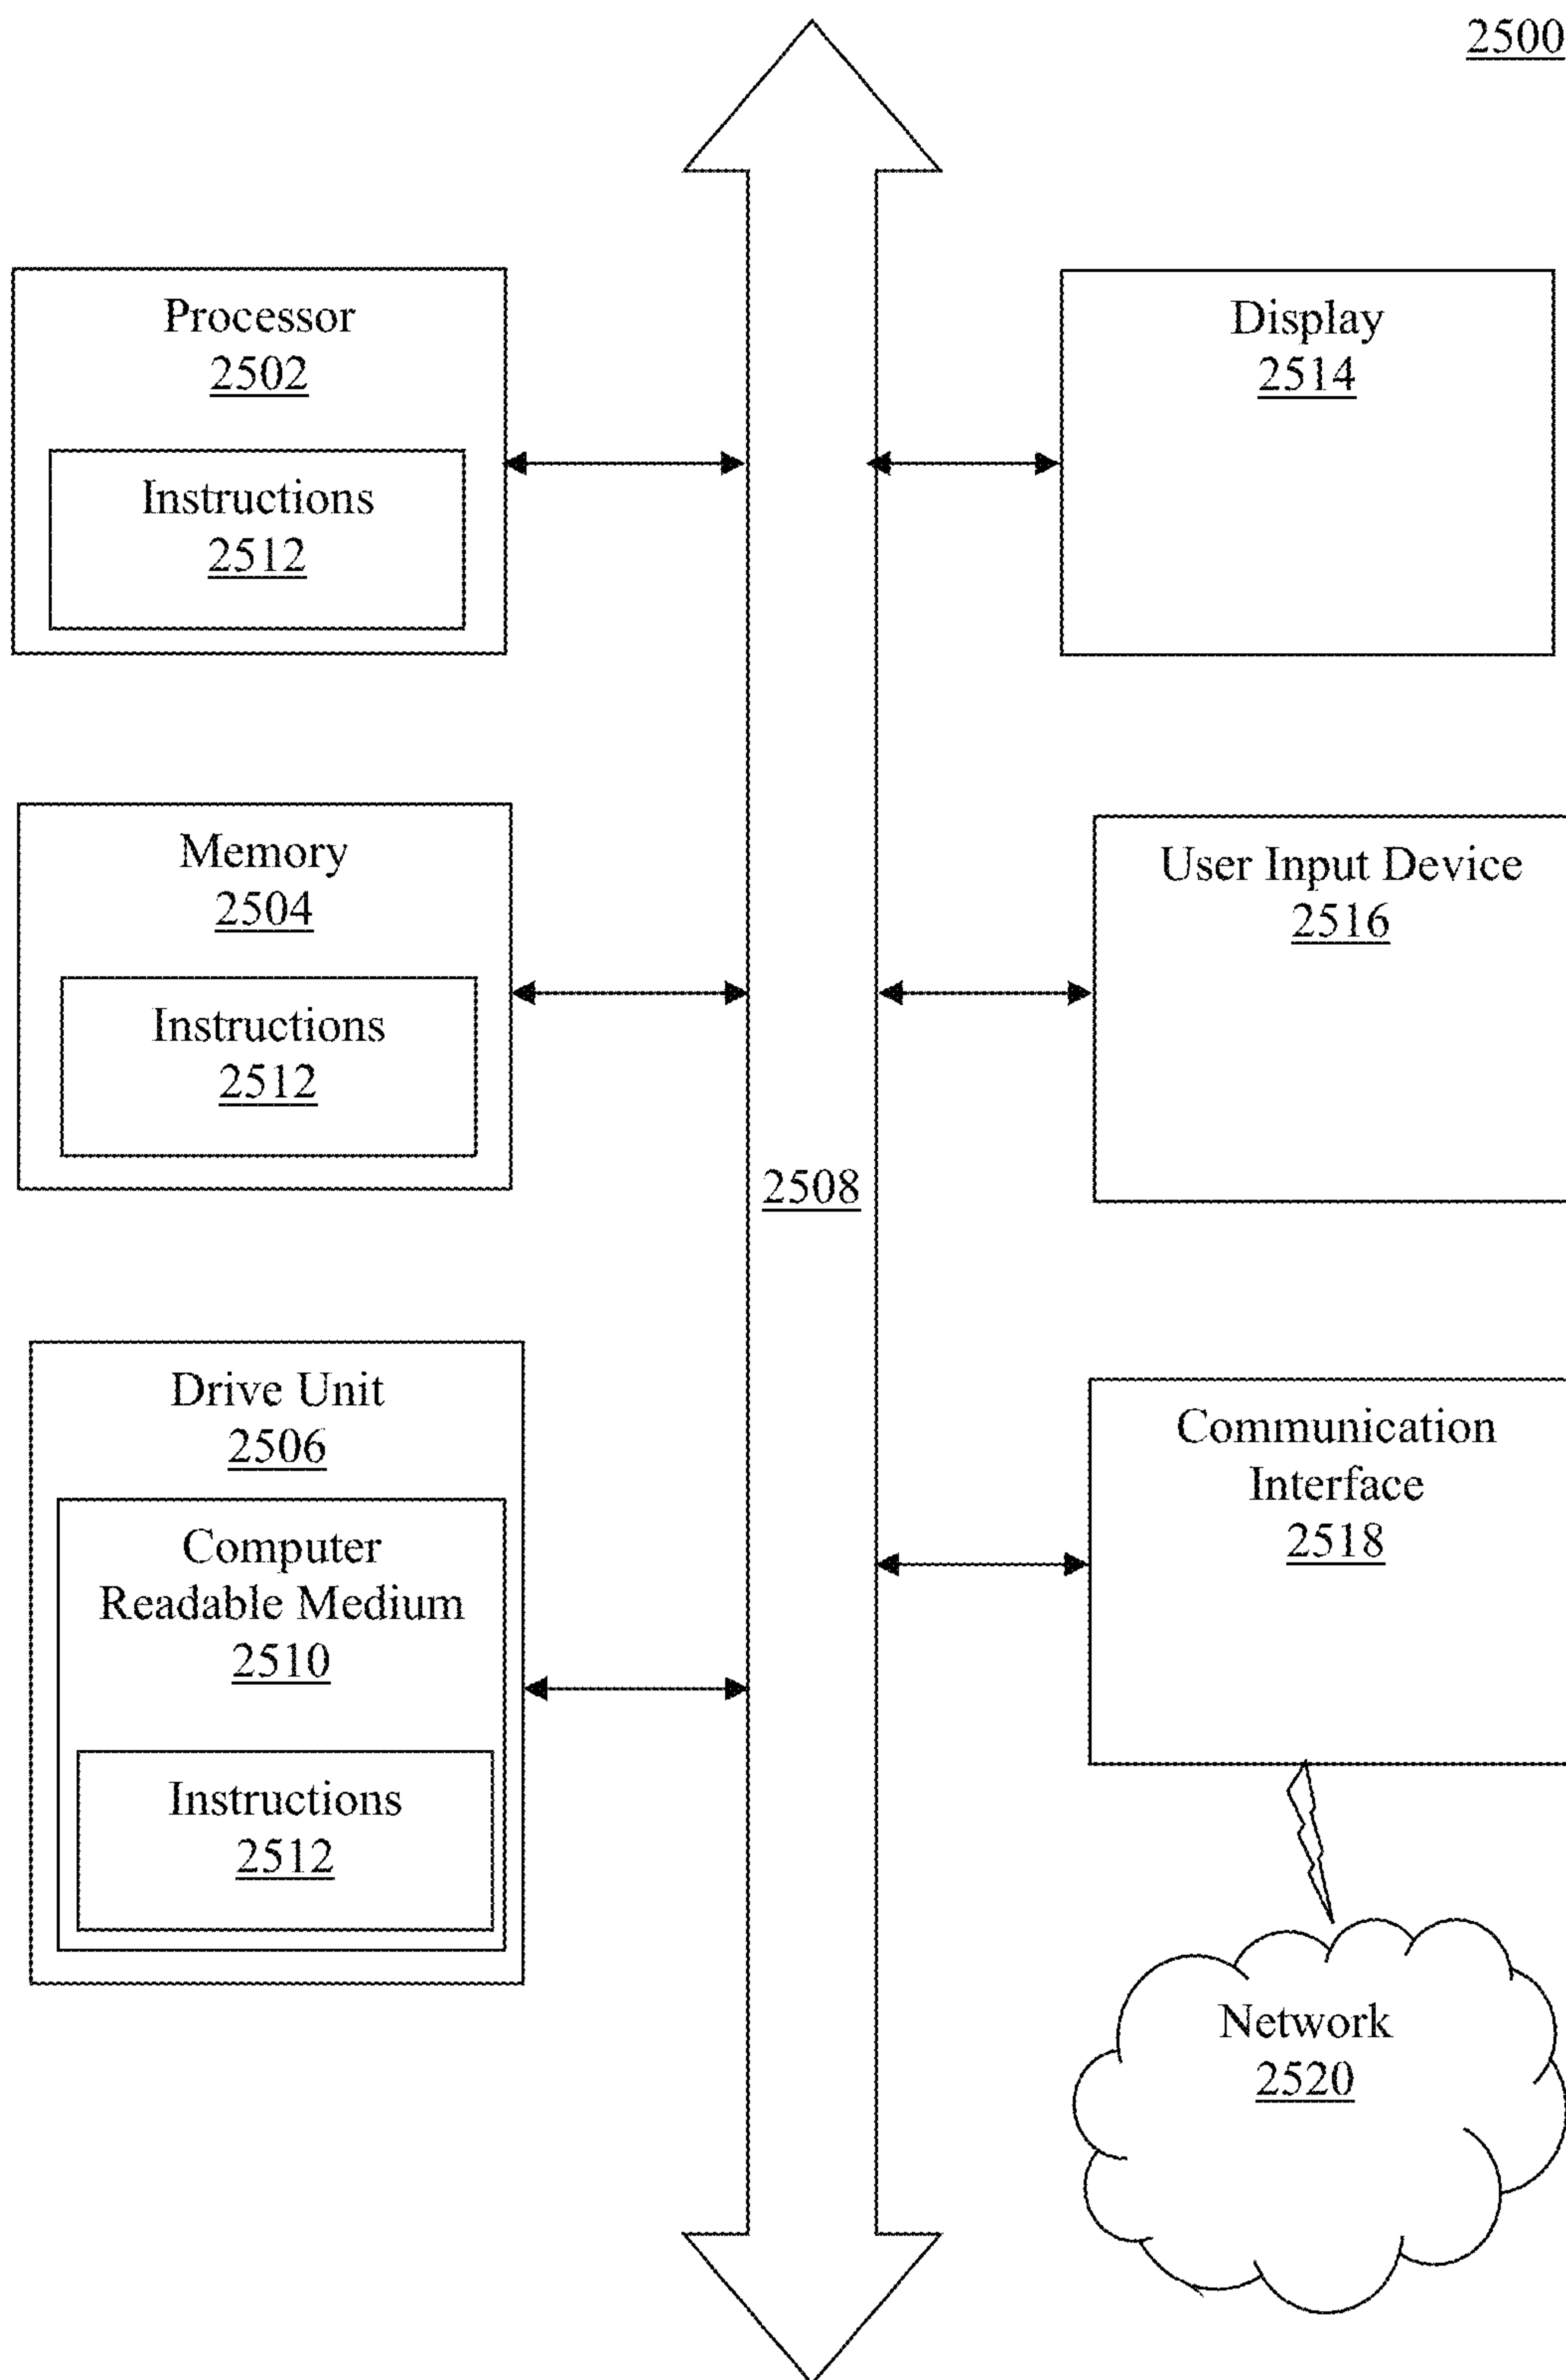 2500
Processor
2502
Instructions
2512
Display
2514
Memory
2504
Instructions
2512
User Input Device
2516
2508
Drive Unit
2506
Computer
Readable Medium
2510
Instructions
2512
Communication
Interface
2518
Network
2520